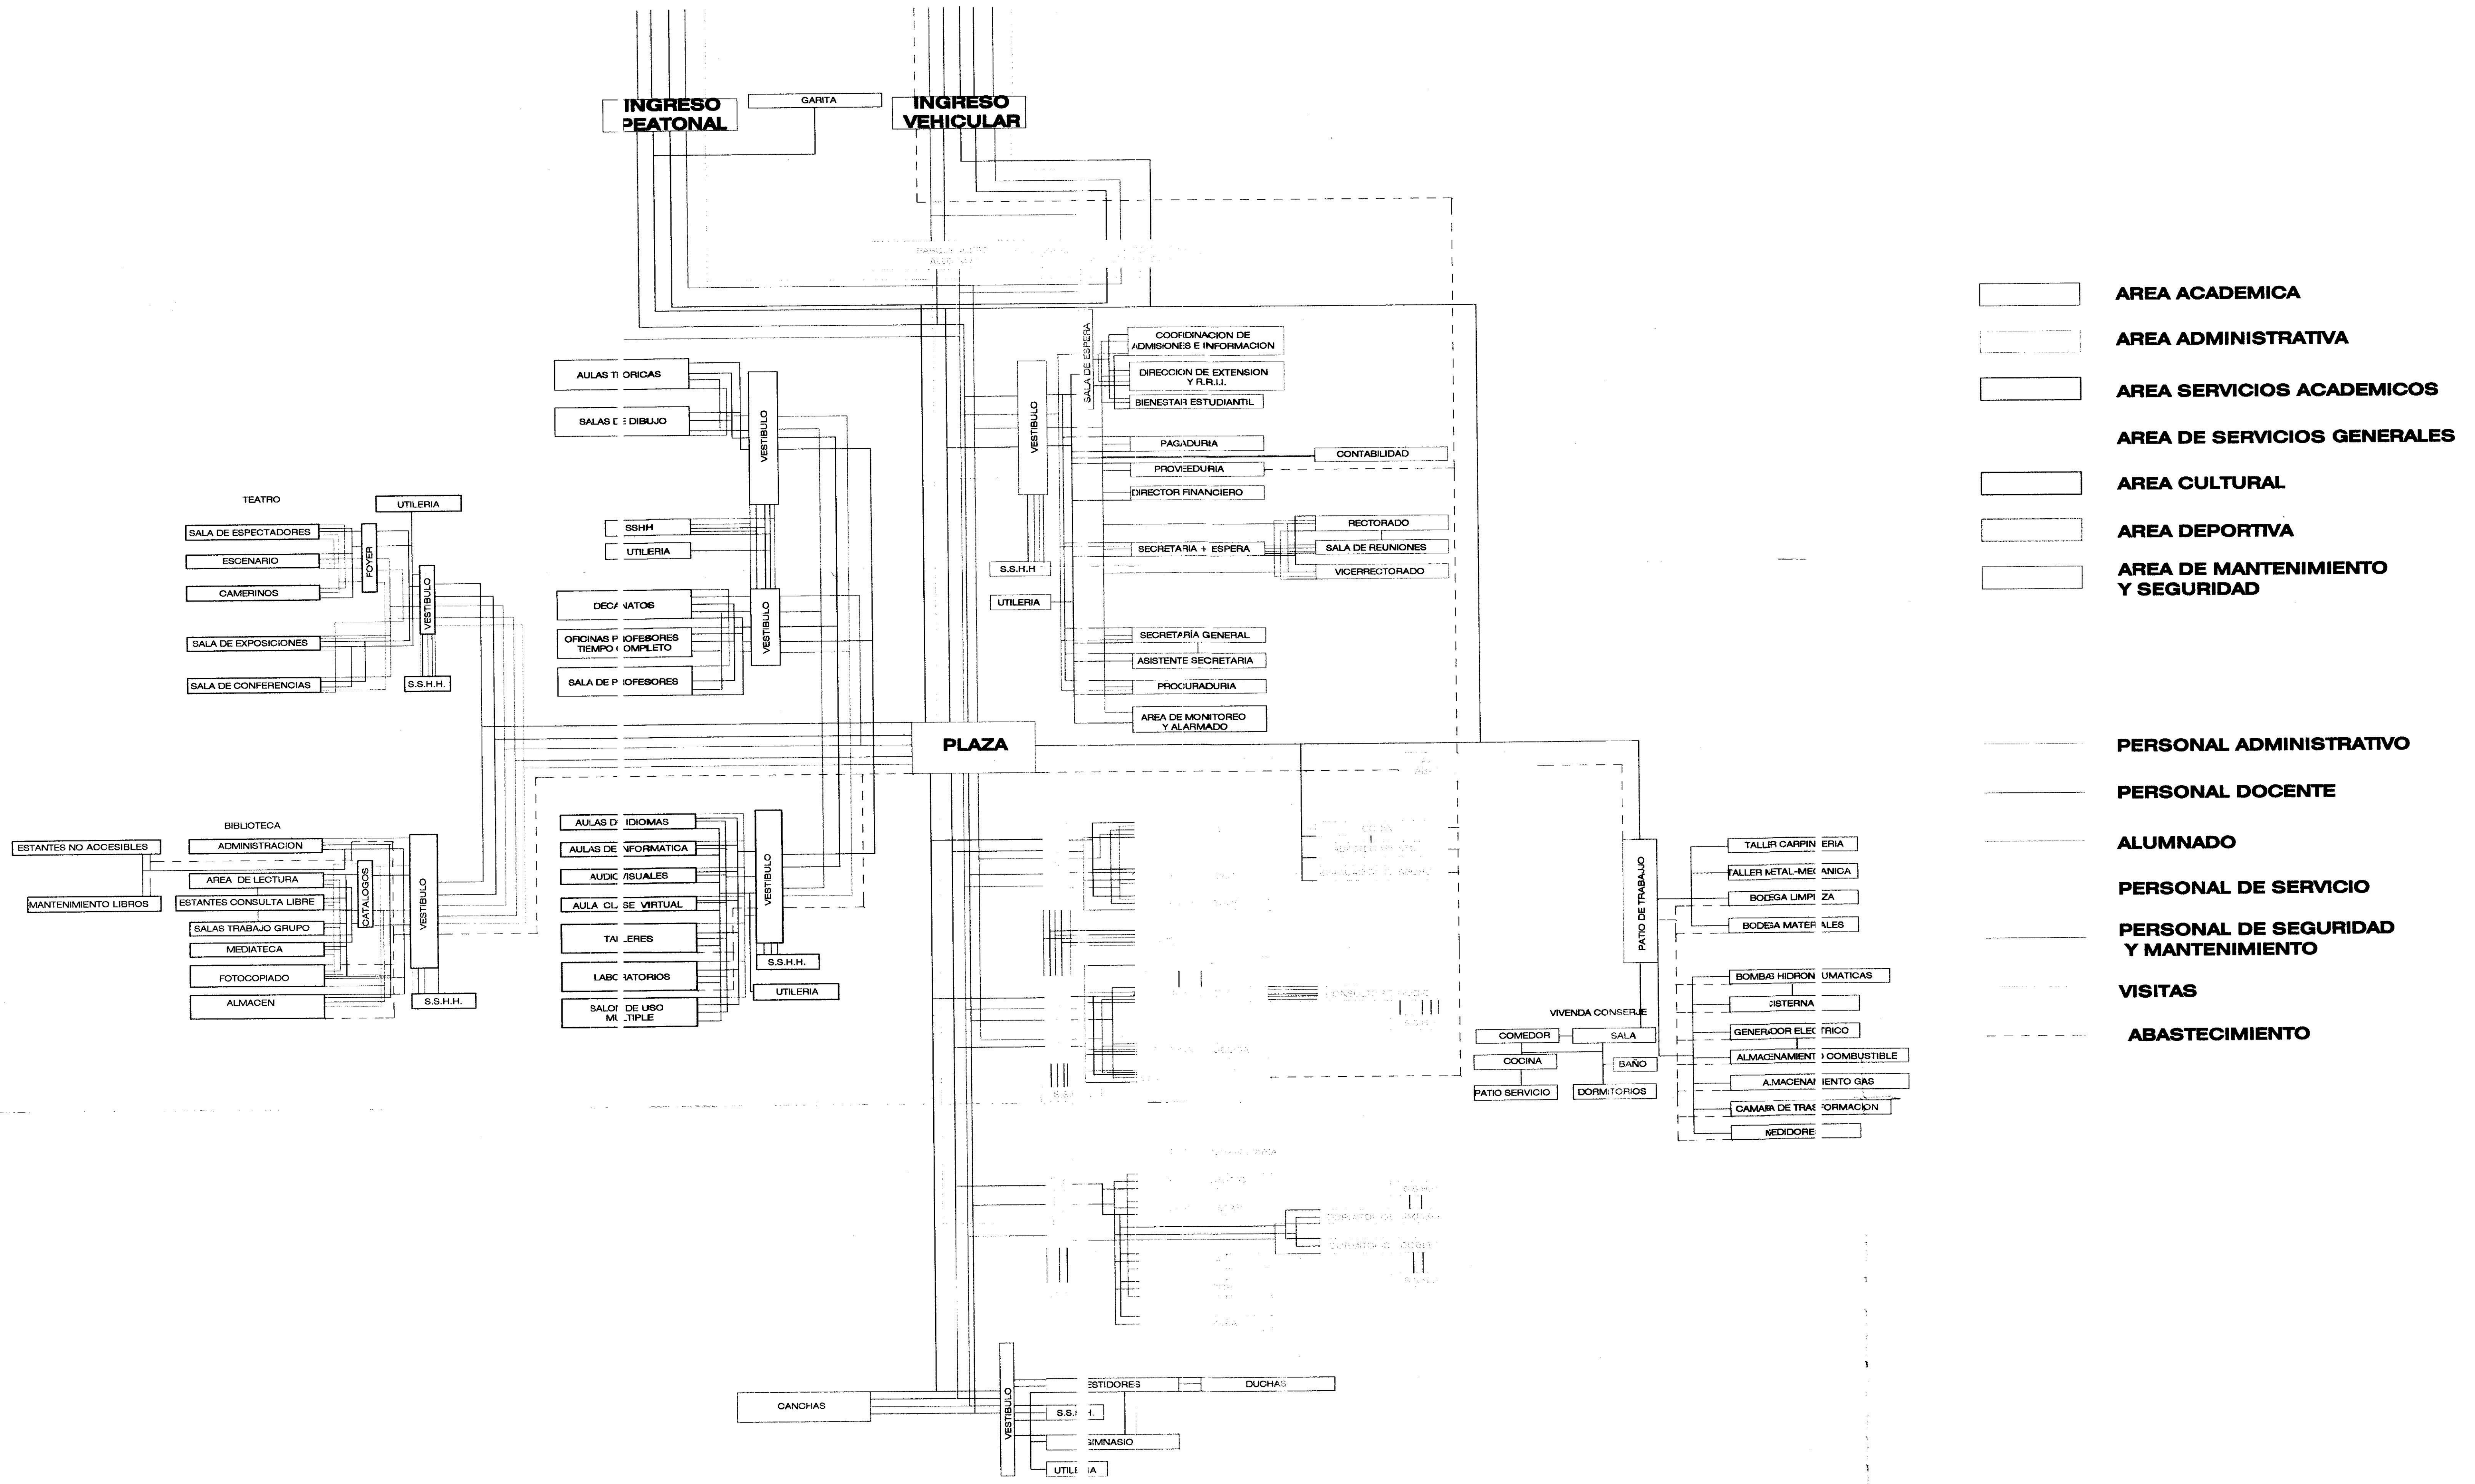 INGRESO
PEATONAL
GARITA
INGRESO
VEHICULAR
SALA DE ESPERA
COORDINACION DE
ADMISIONES E INFORMACION
DIRECCION DE EXTENSION
Y R.R.I.I.
BIENESTAR ESTUDIANTIL
VESTIBULO
PAGADURIA
CONTABILIDAD
PROVEEDURIA
DIRECTOR FINANCIERO
RECTORADO
SECRETARIA + ESPERA
SALA DE REUNIONES
VICERRECTORADO
S.S.H.H
UTILERIA
SECRETARÍA GENERAL
ASISTENTE SECRETARIA
PROCURADURIA
AREA DE MONITOREO
Y ALARMADO
AULAS TEORICAS
SALAS DE DIBUJO
VESTIBULO
SSHH
UTILERIA
DECANATOS
OFICINAS PROFESORES
TIEMPO COMPLETO
SALA DE PROFESORES
VESTIBULO
TEATRO
UTILERIA
SALA DE ESPECTADORES
ESCENARIO
CAMERINOS
FOYER
VESTIBULO
SALA DE EXPOSICIONES
SALA DE CONFERENCIAS
S.S.H.H.
PLAZA
BIBLIOTECA
ESTANTES NO ACCESIBLES
ADMINISTRACION
AREA DE LECTURA
MANTENIMIENTO LIBROS
ESTANTES CONSULTA LIBRE
SALAS TRABAJO GRUPO
MEDIATECA
FOTOCOPIADO
ALMACEN
CATALOGOS
VESTIBULO
S.S.H.H.
AULAS DE IDIOMAS
AULAS DE INFORMATICA
AUDIOVISUALES
AULA CLASE VIRTUAL
TALLERES
LABORATORIOS
SALON DE USO
MULTIPLE
VESTIBULO
S.S.H.H.
UTILERIA
PATIO DE TRABAJO
TALLER CARPINTERIA
TALLER METAL-MECANICA
BODEGA LIMPIEZA
BODEGA MATERIALES
BOMBAS HIDRONEUMATICAS
CISTERNA
GENERADOR ELECTRICO
ALMACENAMIENTO COMBUSTIBLE
ALMACENAMIENTO GAS
CAMARA DE TRASFORMACION
MEDIDORES
VIVENDA CONSERJE
COMEDOR
SALA
COCINA
BAÑO
PATIO SERVICIO
DORMITORIOS
CANCHAS
VESTIBULO
VESTIDORES
DUCHAS
S.S.H.H.
GIMNASIO
UTILERIA
AREA ACADEMICA
AREA ADMINISTRATIVA
AREA SERVICIOS ACADEMICOS
AREA DE SERVICIOS GENERALES
AREA CULTURAL
AREA DEPORTIVA
AREA DE MANTENIMIENTO
Y SEGURIDAD
PERSONAL ADMINISTRATIVO
PERSONAL DOCENTE
ALUMNADO
PERSONAL DE SERVICIO
PERSONAL DE SEGURIDAD
Y MANTENIMIENTO
VISITAS
ABASTECIMIENTO